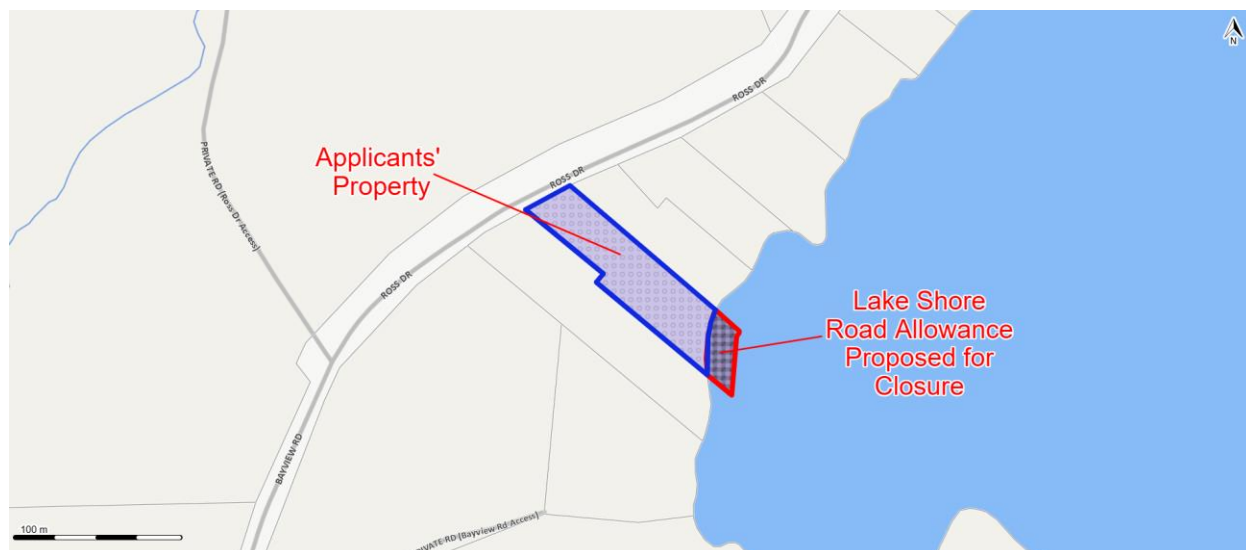 N
ROSS DR
Applicants'
Property
ROSS DR
PRIVATE RD [Ross Dr Access]
ROSS DR
Lake Shore
Road Allowance
Proposed for
Closure
BAYVIEW RD
100 m
PRIVATE RD [Bayview Rd Access]